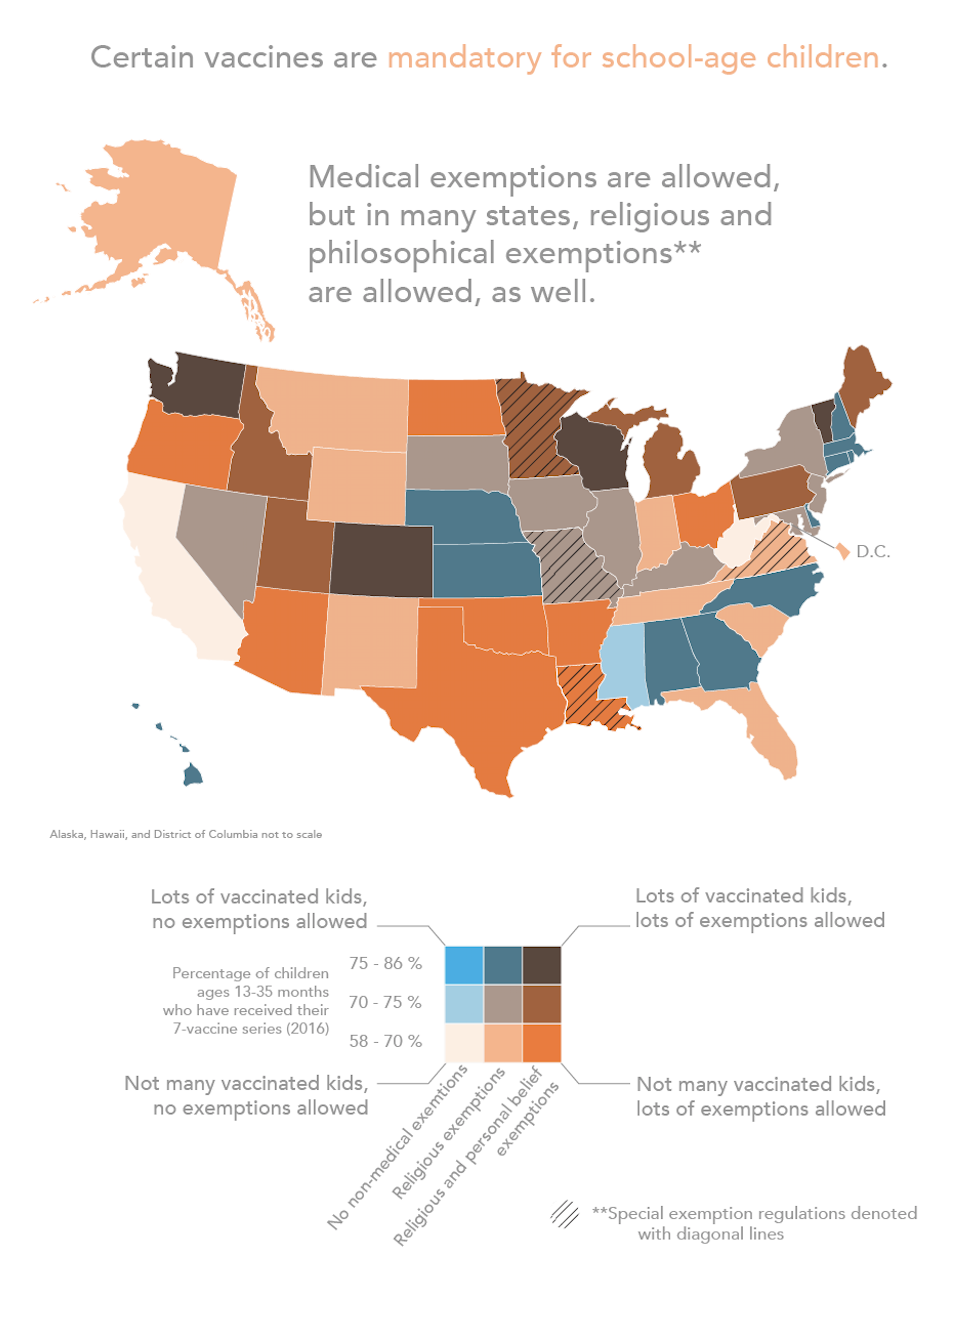 Certain vaccines are mandatory for school-age children.
Medical exemptions are allowed,
but in many states, religious and
philosophical exemptions**
are allowed, as well.
D.C.
Alaska, Hawaii, and District of Columbia not to scale
Lots of vaccinated kids,
no exemptions allowed
Lots of vaccinated kids,
lots of exemptions allowed
Percentage of children
ages 13-35 months
who have received their
7-vaccine series (2016)
75 - 86 %
70 - 75 %
58 - 70 %
Not many vaccinated kids,
no exemptions allowed
Not many vaccinated kids,
lots of exemptions allowed
No non-medical exemtions
Religious exemptions
Religious and personal belief
exemptions
**Special exemption regulations denoted
with diagonal lines